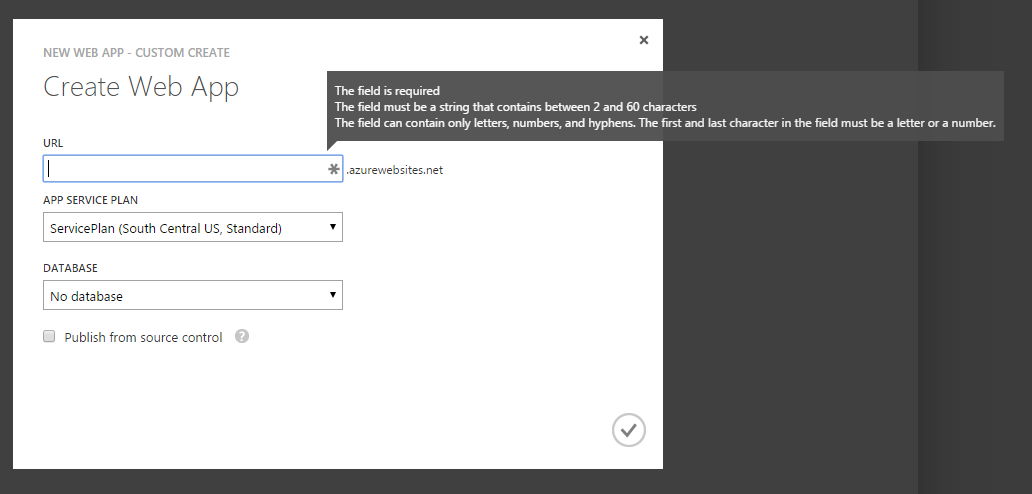 NEW WEB APP - CUSTOM CREATE
Create Web App
The field is required
The field must be a string that contains between 2 and 60 characters
The field can contain only letters, numbers, and hyphens. The first and last character in the field must be a letter or a number.
URL
* .azurewebsites.net
APP SERVICE PLAN
ServicePlan (South Central US, Standard)
DATABASE
No database
Publish from source control ?